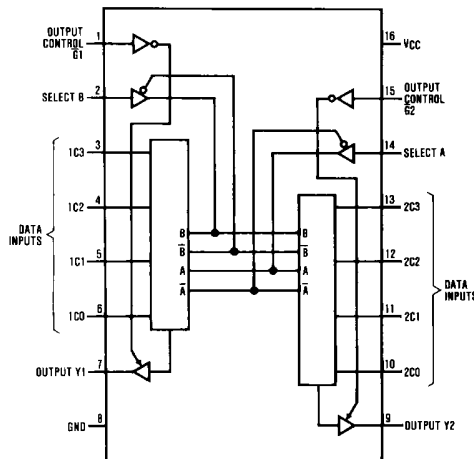 OUTPUT
CONTROL
G̅1
1
SELECT B
2
1C3
3
1C2
4
DATA
INPUTS
1C1
5
1C0
6
OUTPUT Y1
7
GND
8
B
B̅
A
A̅
B
B̅
A
A̅
16
VCC
15
OUTPUT
CONTROL
G̅2
14
SELECT A
13
2C3
12
2C2
DATA
INPUTS
11
2C1
10
2C0
9
OUTPUT Y2